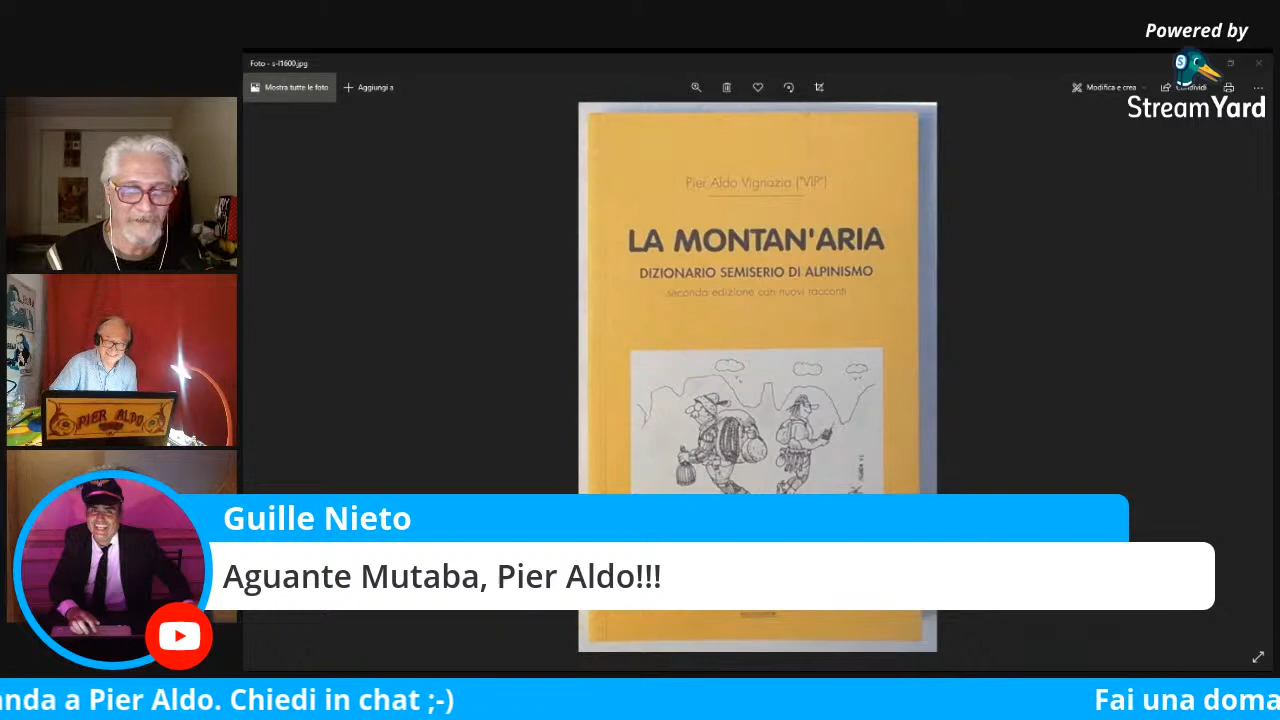 Powered by
StreamYard
Foto - s-l1600.jpg
Mostra tutte le foto
Aggiungi a
Modifica e crea
Condividi
Pier Aldo Vignazia ("VIP")
LA MONTAN'ARIA
DIZIONARIO SEMISERIO DI ALPINISMO
seconda edizione con nuovi racconti
PIER ALDO
Guille Nieto
Aguante Mutaba, Pier Aldo!!!
anda a Pier Aldo. Chiedi in chat ;-)
Fai una doma